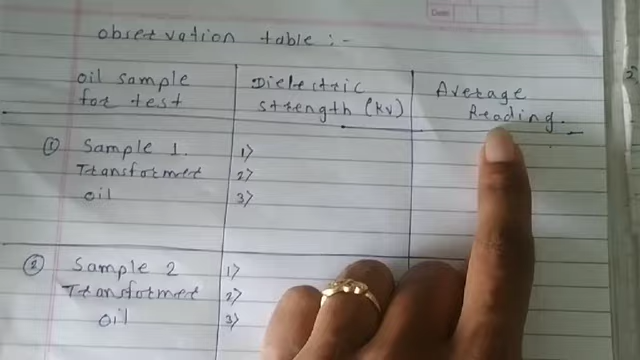 Date
observation table :-
oil sample for test
Dielectric strength (kv)
Average Reading.
① Sample 1. Transformer oil
1)
2)
3)
② Sample 2 Transformer oil
1)
2)
3)